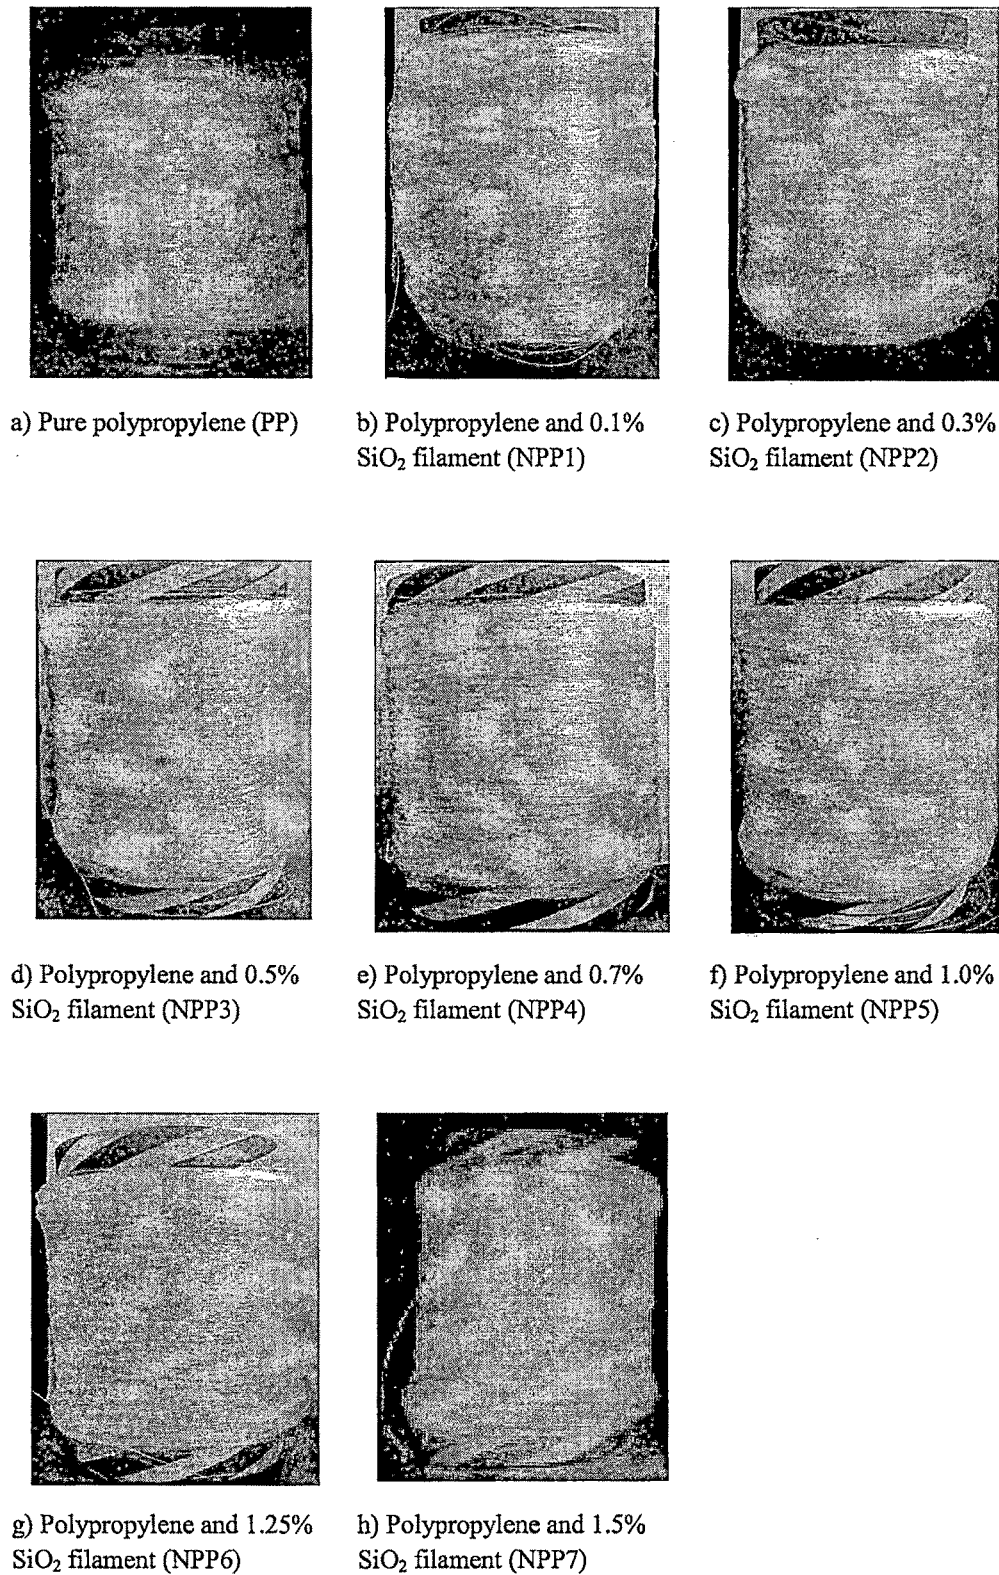 a) Pure polypropylene (PP)
b) Polypropylene and 0.1%
SiO₂ filament (NPP1)
c) Polypropylene and 0.3%
SiO₂ filament (NPP2)
d) Polypropylene and 0.5%
SiO₂ filament (NPP3)
e) Polypropylene and 0.7%
SiO₂ filament (NPP4)
f) Polypropylene and 1.0%
SiO₂ filament (NPP5)
g) Polypropylene and 1.25%
SiO₂ filament (NPP6)
h) Polypropylene and 1.5%
SiO₂ filament (NPP7)